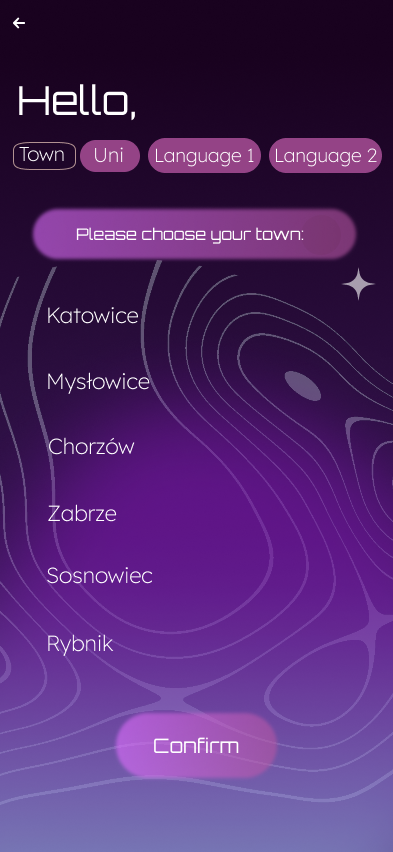 Hello,
Town
Uni
Language 1
Language 2
Please choose your town:
Katowice
Mysłowice
Chorzów
Zabrze
Sosnowiec
Rybnik
Confirm